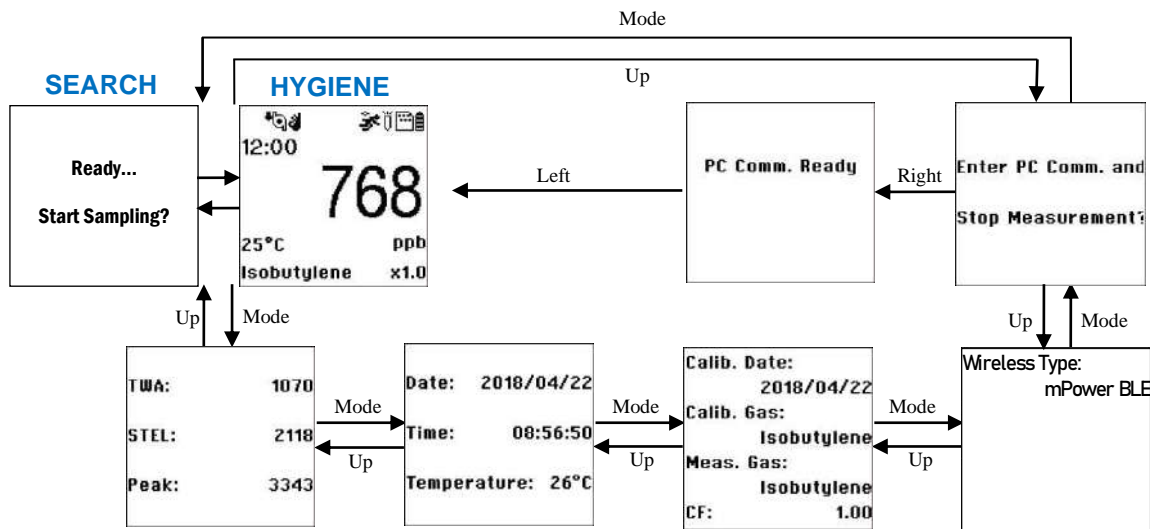 Mode
Up
SEARCH
HYGIENE
Ready...
Start Sampling?
12:00
768
25°C ppb
Isobutylene x1.0
Left
PC Comm. Ready
Right
Enter PC Comm. and
Stop Measurement?
Up Mode
Up Mode
TWA: 1070
STEL: 2118
Peak: 3343
Mode
Up
Date: 2018/04/22
Time: 08:56:50
Temperature: 26°C
Mode
Up
Calib. Date:
2018/04/22
Calib. Gas:
Isobutylene
Meas. Gas:
Isobutylene
CF: 1.00
Mode
Up
Wireless Type:
mPower BLE